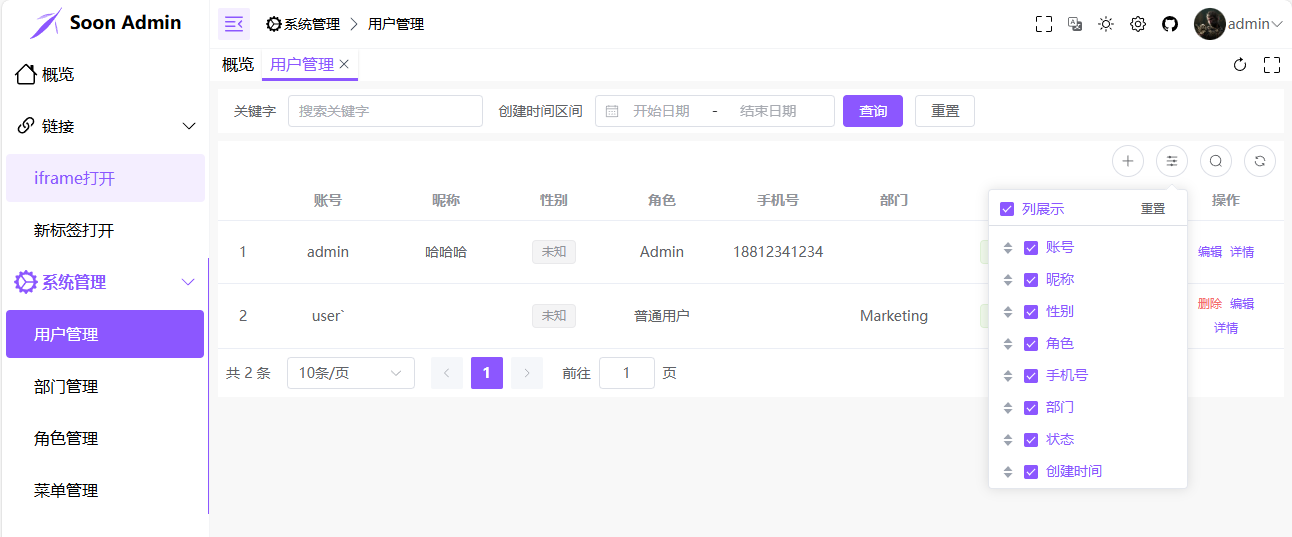 Soon Admin
系统管理 用户管理
admin
概览
链接
iframe打开
新标签打开
系统管理
用户管理
部门管理
角色管理
菜单管理
概览 用户管理
关键字 搜索关键字 创建时间区间 开始日期 - 结束日期 查询 重置
账号 昵称 性别 角色 手机号 部门 操作
1 admin 哈哈哈 未知 Admin 18812341234 编辑 详情
2 user` 未知 普通用户 Marketing 删除 编辑
详情
共 2 条 10条/页 1 前往 1 页
列展示 重置
账号
昵称
性别
角色
手机号
部门
状态
创建时间